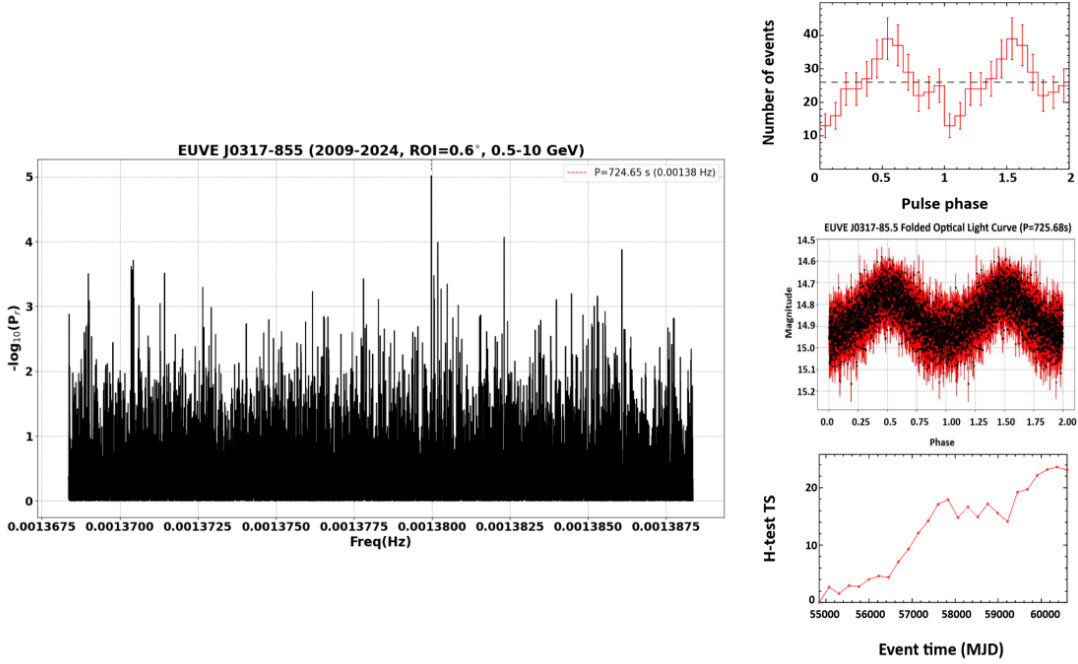 EUVE J0317-855 (2009-2024, ROI=0.6°, 0.5-10 GeV)
P=724.65 s (0.00138 Hz)
-log₁₀(Pᵣ)
5
4
3
2
1
0
0.0013675 0.0013700 0.0013725 0.0013750 0.0013775 0.0013800 0.0013825 0.0013850 0.0013875
Freq(Hz)
Number of events
40
30
20
10
0 0.5 1 1.5 2
Pulse phase
EUVE J0317-85.5 Folded Optical Light Curve (P=725.68s)
Magnitude
14.5
14.6
14.7
14.8
14.9
15.0
15.1
15.2
0.0 0.25 0.5 0.75 1.00 1.25 1.50 1.75 2.00
Phase
H-test TS
20
10
0
55000 56000 57000 58000 59000 60000
Event time (MJD)